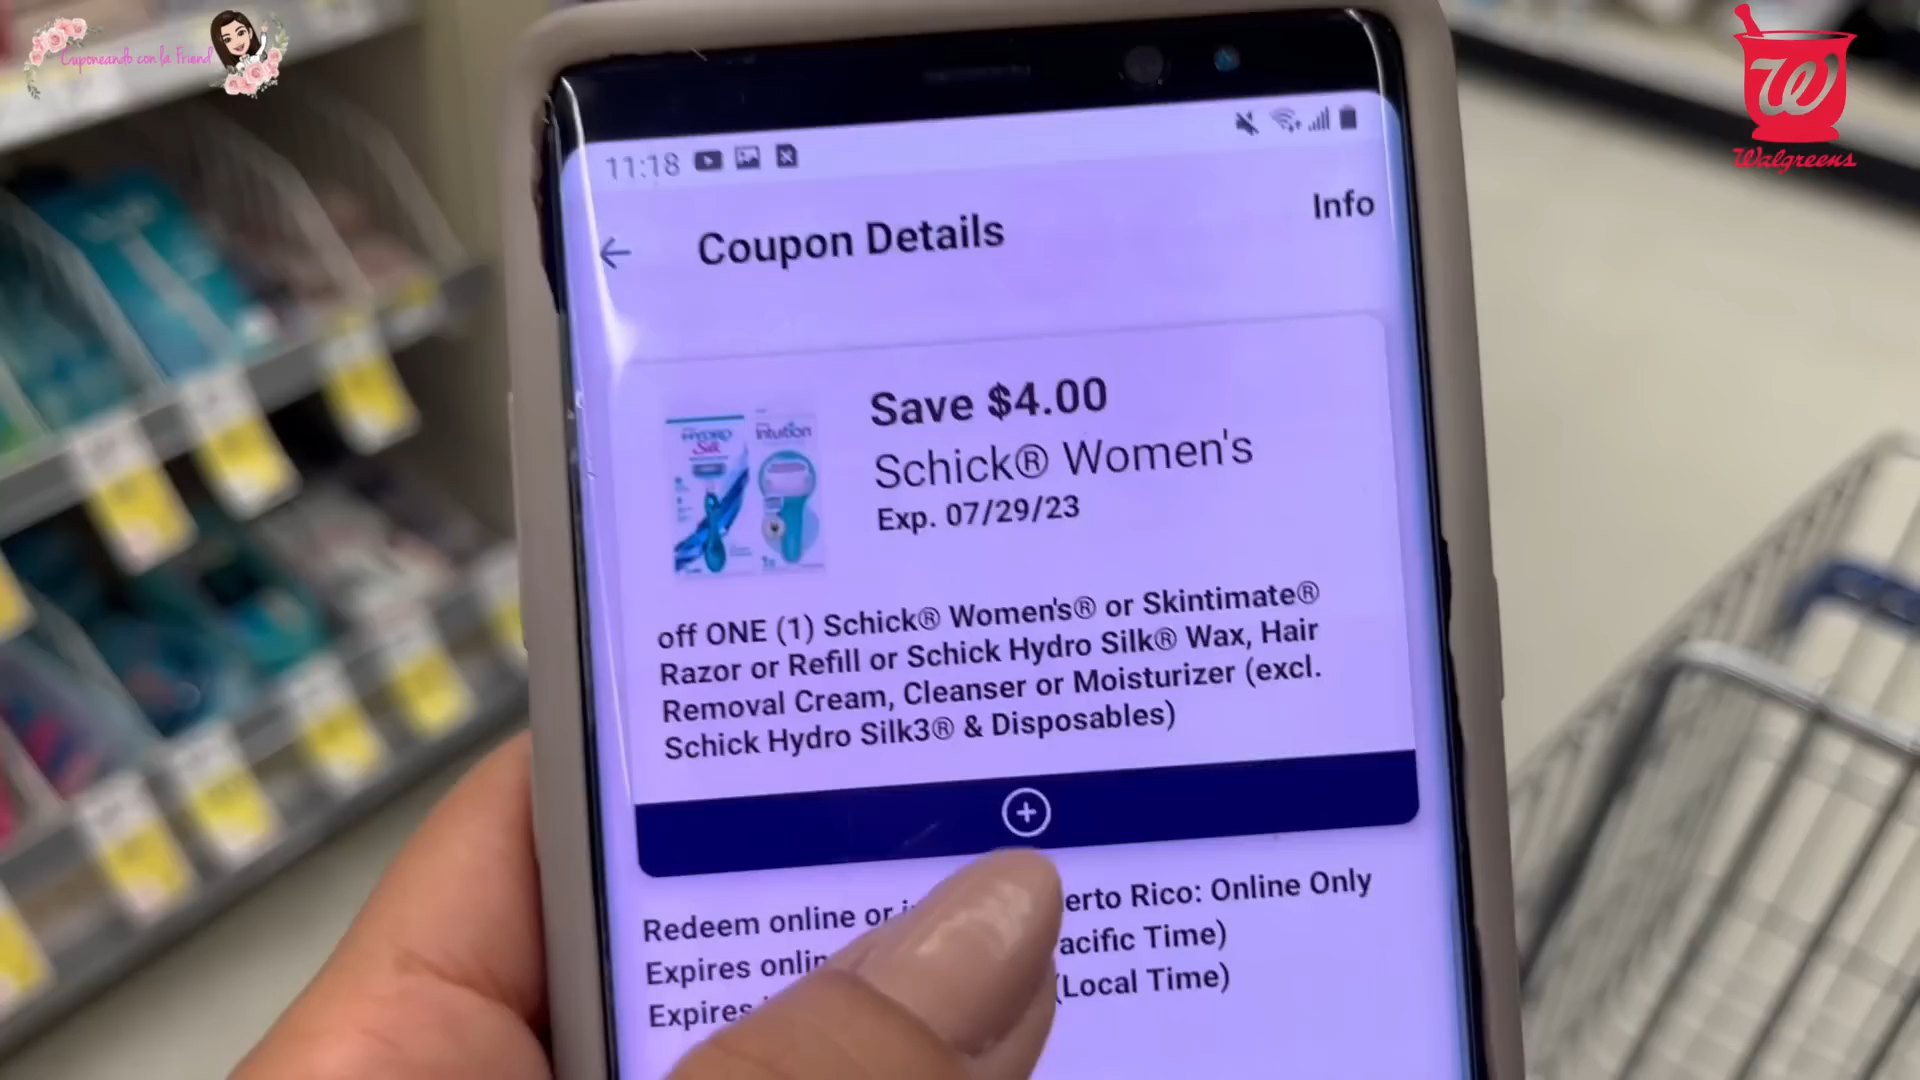 Cuponeando con la Friend
W
Walgreens
11:18
Info
Coupon Details
HYDRO
Silk
intuition
Save $4.00
Schick® Women's
Exp. 07/29/23
off ONE (1) Schick® Women's® or Skintimate®
Razor or Refill or Schick Hydro Silk® Wax, Hair
Removal Cream, Cleanser or Moisturizer (excl.
Schick Hydro Silk3® & Disposables)
Redeem online or erto Rico: Online Only
Expires onlin acific Time)
Expires (Local Time)